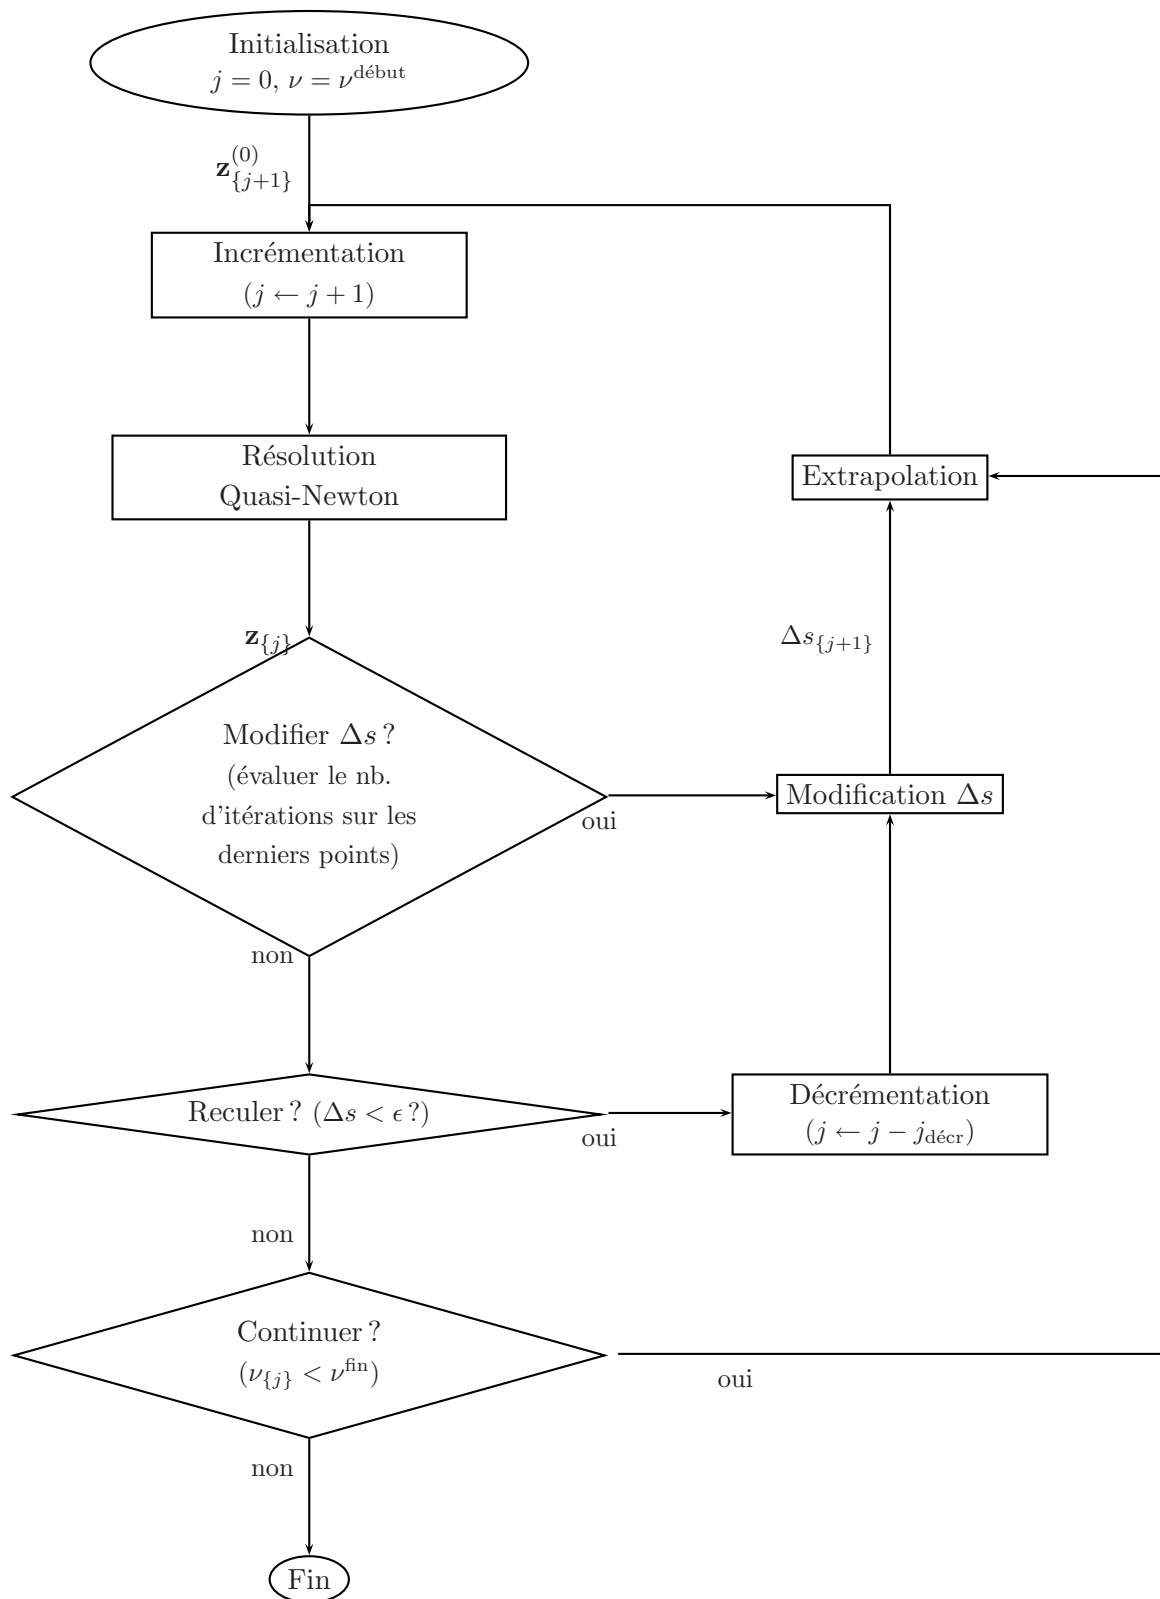 Initialisation
j = 0, ν = ν^début
z_{j+1}^(0)
Incrémentation
(j ← j + 1)
Résolution
Quasi-Newton
Extrapolation
z_{j}
Δs_{j+1}
Modifier Δs ?
(évaluer le nb.
d'itérations sur les
derniers points)
oui
Modification Δs
non
Reculer ? (Δs < ϵ ?)
oui
Décrémentation
(j ← j − j_décr)
non
Continuer ?
(ν_{j} < ν^fin)
oui
non
Fin